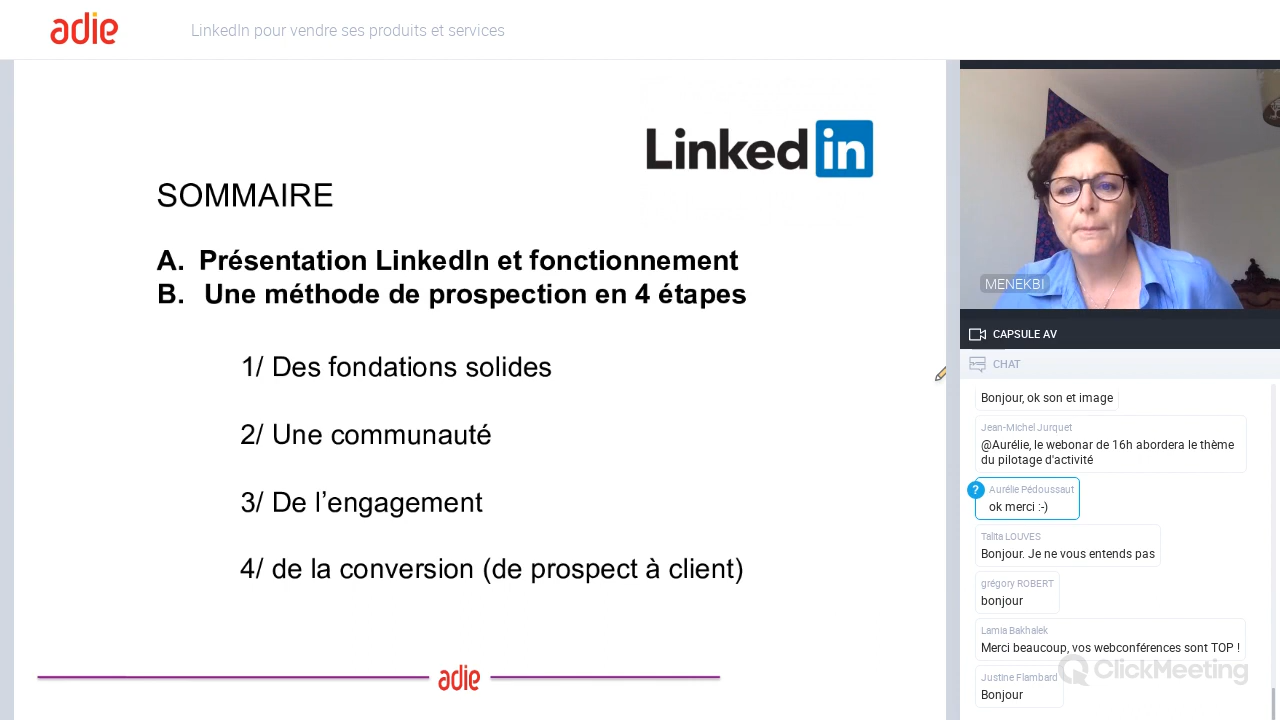 adie
LinkedIn pour vendre ses produits et services
Linked in
SOMMAIRE
A. Présentation LinkedIn et fonctionnement
B. Une méthode de prospection en 4 étapes
1/ Des fondations solides
2/ Une communauté
3/ De l’engagement
4/ de la conversion (de prospect à client)
adie
MENEKBI
CAPSULE AV
CHAT
Bonjour, ok son et image
Jean-Michel Jurquet
@Aurélie, le webonar de 16h abordera le thème
du pilotage d'activité
?
Aurélie Pédoussaut
ok merci :-)
Talita LOUVES
Bonjour. Je ne vous entends pas
grégory ROBERT
bonjour
Lamia Bakhalek
Merci beaucoup, vos webconférences sont TOP !
ClickMeeting
Justine Flambard
Bonjour